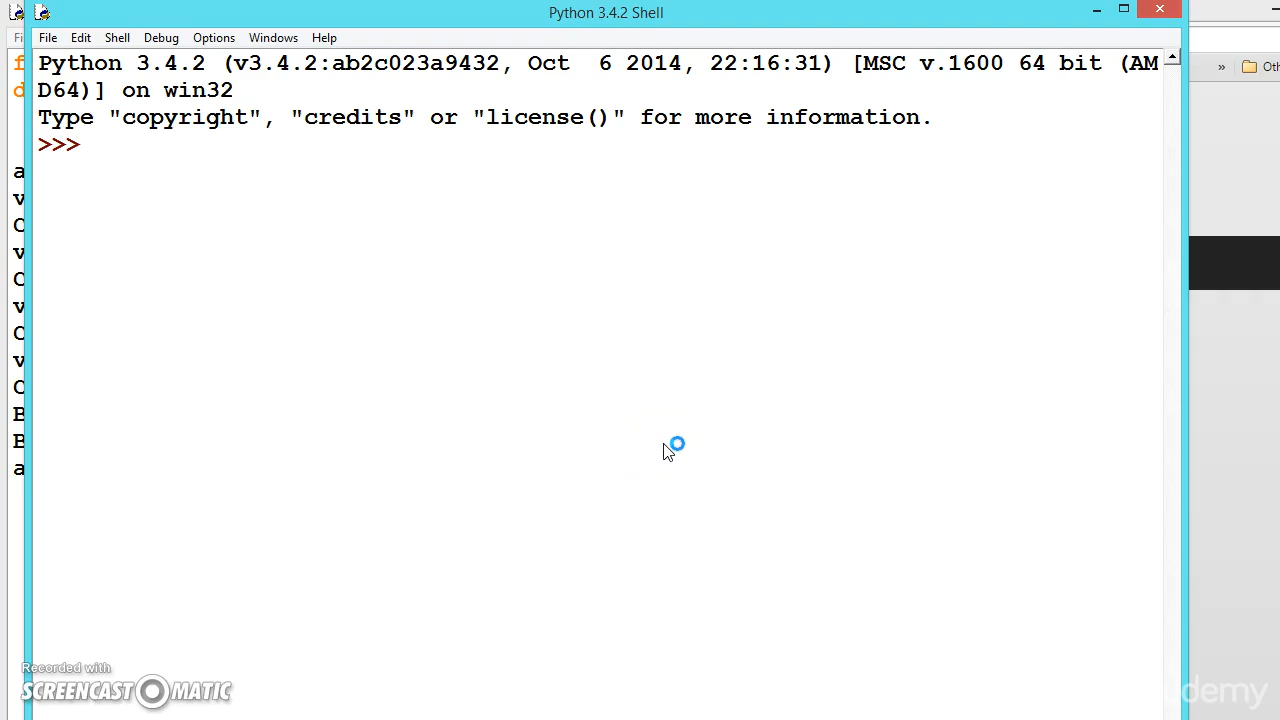 Python 3.4.2 Shell
File Edit Shell Debug Options Windows Help
Python 3.4.2 (v3.4.2:ab2c023a9432, Oct  6 2014, 22:16:31) [MSC v.1600 64 bit (AM
D64)] on win32
Type "copyright", "credits" or "license()" for more information.
>>>
f
d
a
v
C
v
C
v
C
v
C
B
B
a
» Oth
Recorded with
SCREENCAST MATIC
demy